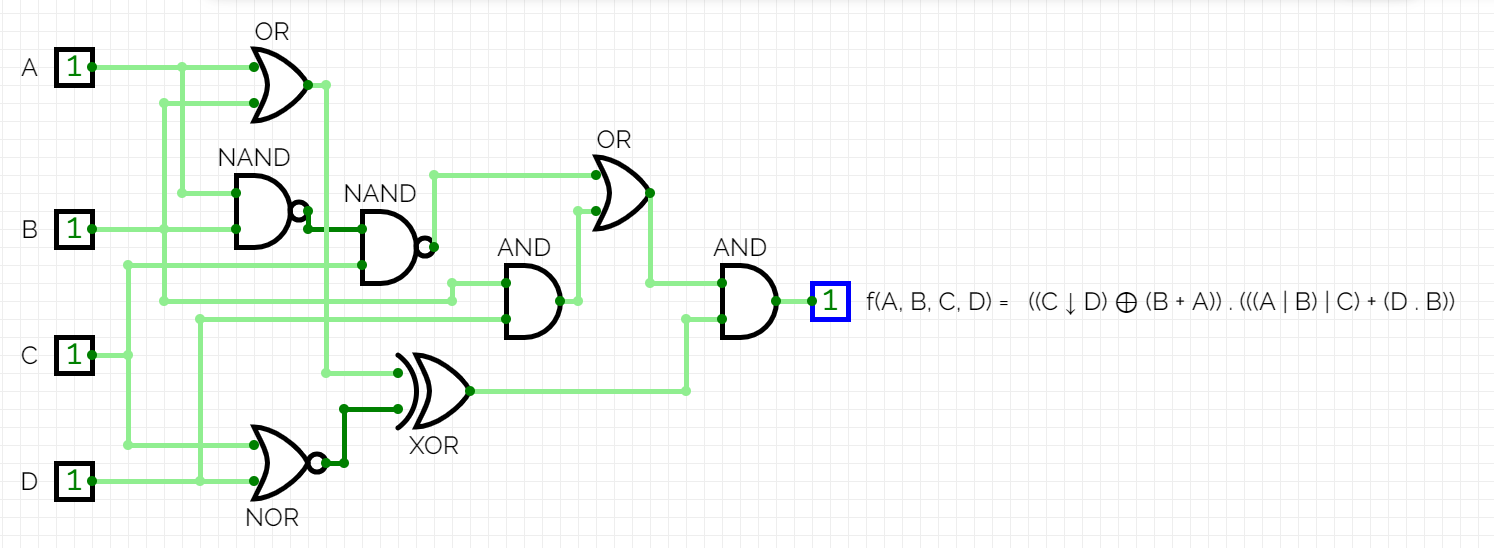 OR
A 1
NAND
OR
NAND
B 1
AND
AND
1 f(A, B, C, D) = ((C ↓ D) ⊕ (B + A)) . (((A | B) | C) + (D . B))
C 1
XOR
D 1
NOR